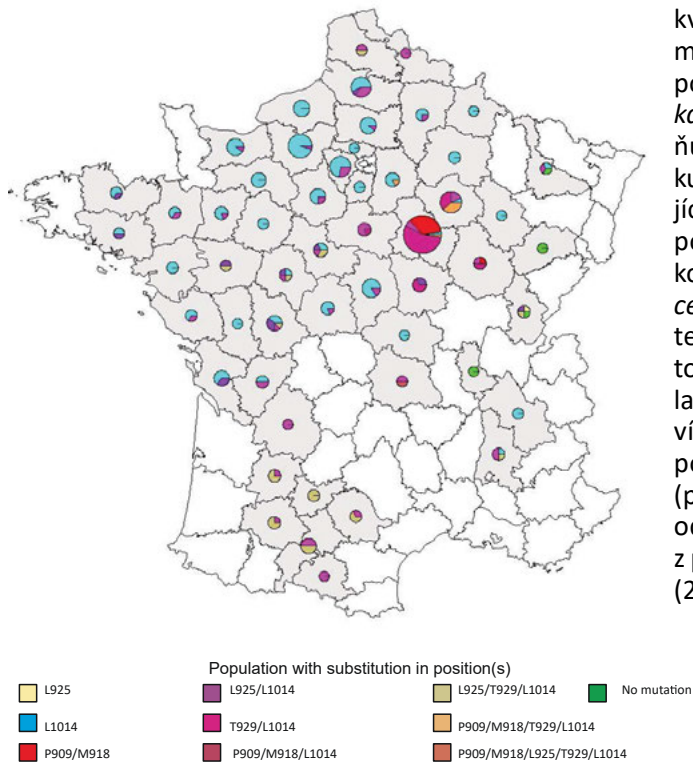 kv
m
po
ka
ňu
ku
jíc
po
ko
ce
te
to
la
ví
po
(p
oc
z p
(2
Population with substitution in position(s)
L925
L925/L1014
L925/T929/L1014
No mutation
L1014
T929/L1014
P909/M918/T929/L1014
P909/M918
P909/M918/L1014
P909/M918/L925/T929/L1014